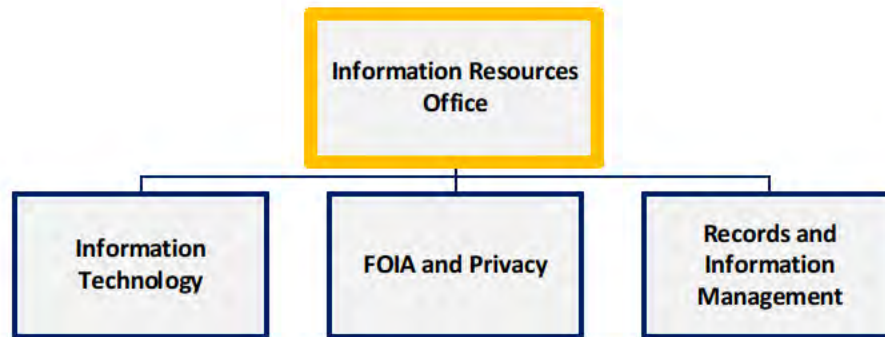 Information Resources
Office
Information
Technology
FOIA and Privacy
Records and
Information
Management